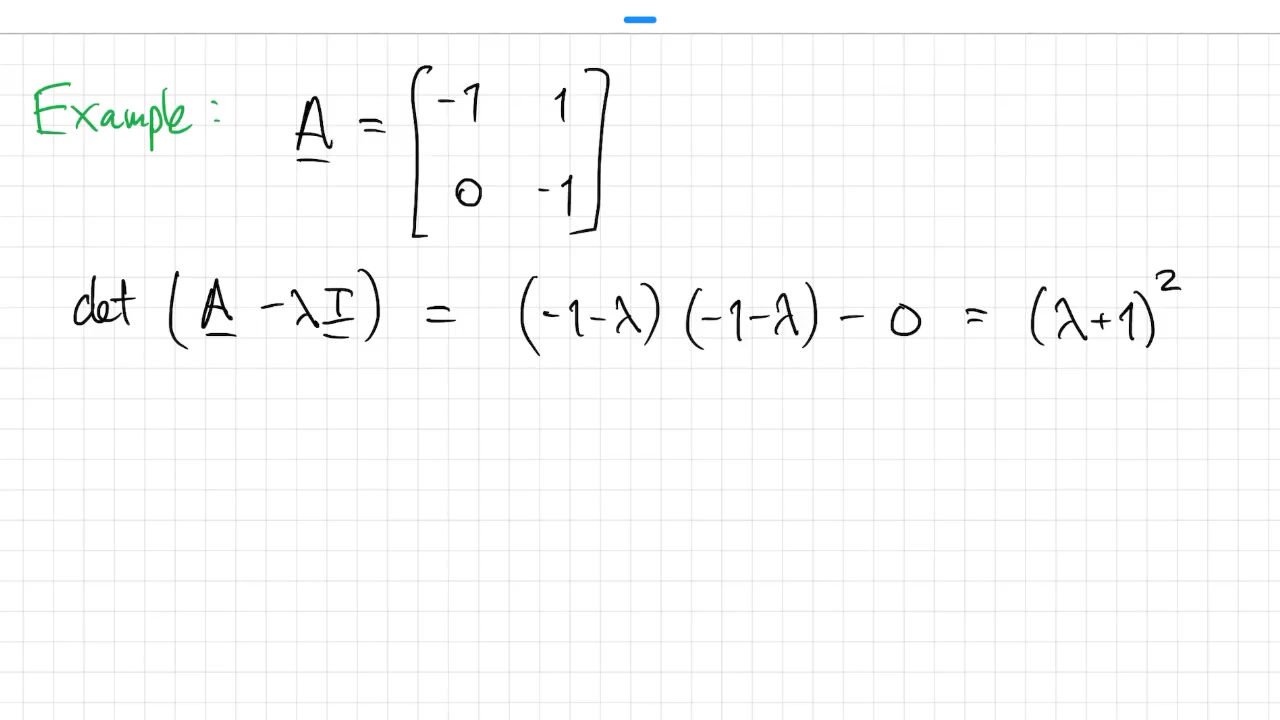 Example: A = [ -1 1
0 -1 ]
det (A - λI) = (-1-λ) (-1-λ) - 0 = (λ+1)²